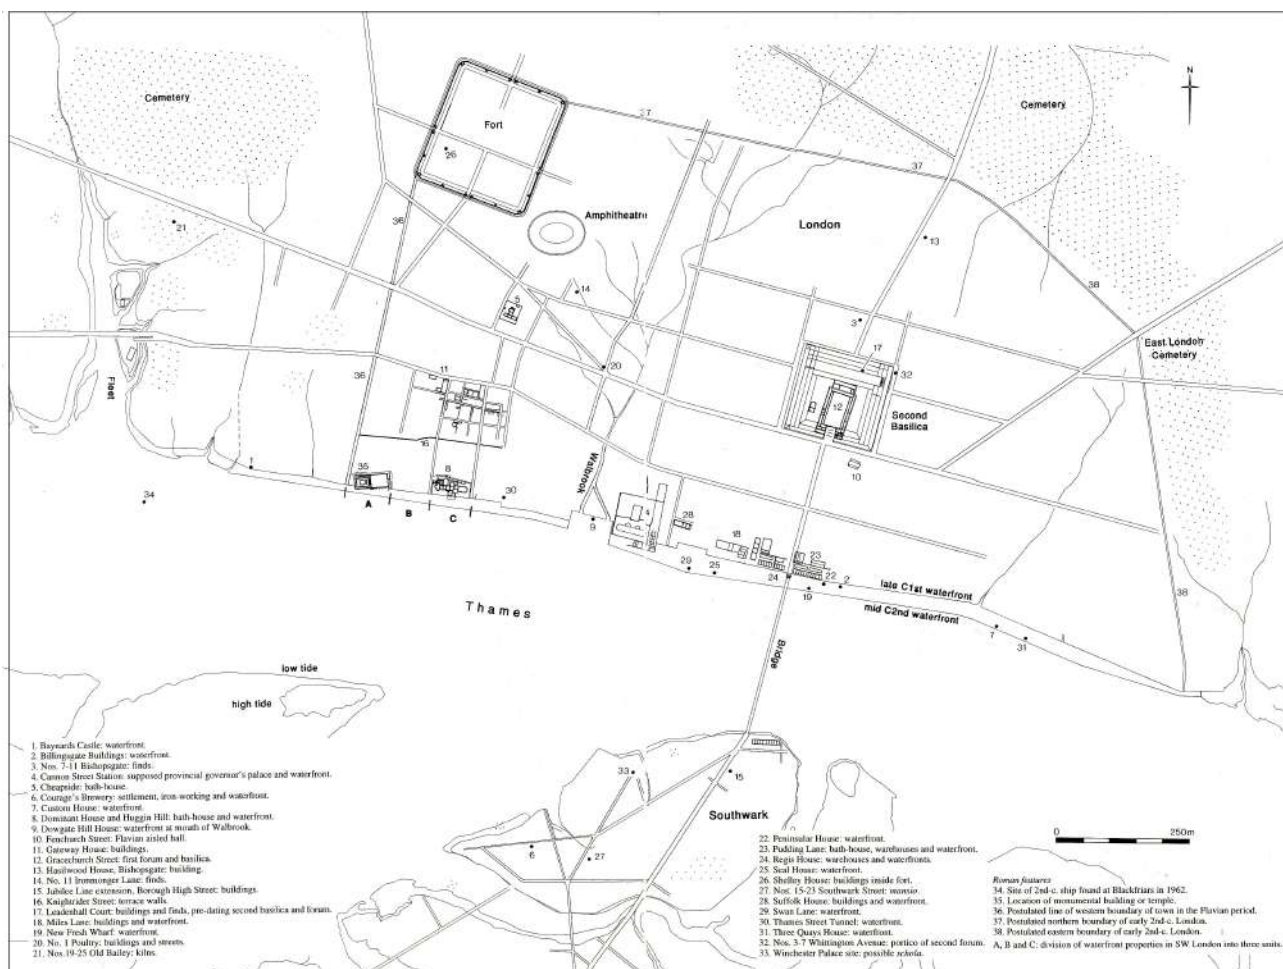 Cemetery
Fort
26
37
N
Cemetery
37
21
36
Amphitheatre
London
13
38
14
5
3
17
East London
Cemetery
Fleet
36
11
20
32
12
Second
Basilica
16
Walbrook
10
1
35
8
30
34
A
B
C
9
4
28
18
23
29
25
24
22
2
19
late C1st waterfront
mid C2nd waterfront
38
7
31
Thames
Bridge
low tide
high tide
33
15
Southwark
6
27
0
250m
1. Baynards Castle: waterfront.
2. Billingsgate Buildings: waterfront.
3. Nos. 7-11 Bishopsgate: finds.
4. Cannon Street Station: supposed provincial governor's palace and waterfront.
5. Cheapside: bath-house.
6. Courage's Brewery: settlement, iron-working and waterfront.
7. Custom House: waterfront.
8. Dominant House and Huggin Hill: bath-house and waterfront.
9. Dowgate Hill House: waterfront at mouth of Walbrook.
10. Fenchurch Street: Flavian aisled hall.
11. Gateway House: buildings.
12. Gracechurch Street: first forum and basilica.
13. Hasilwood House, Bishopsgate: building.
14. No. 11 Ironmonger Lane: finds.
15. Jubilee Line extension, Borough High Street: buildings.
16. Knightrider Street: terrace walls.
17. Leadenhall Court: buildings and finds, pre-dating second basilica and forum.
18. Miles Lane: buildings and waterfront.
19. New Fresh Wharf: waterfront.
20. No. 1 Poultry: buildings and streets.
21. Nos.19-25 Old Bailey: kilns.
22. Peninsular House: waterfront.
23. Pudding Lane: bath-house, warehouses and waterfront.
24. Regis House: warehouses and waterfronts.
25. Seal House: waterfront.
26. Shelley House: buildings inside fort.
27. Nos. 15-23 Southwark Street: mansio.
28. Suffolk House: buildings and waterfront.
29. Swan Lane: waterfront.
30. Thames Street Tunnel: waterfront.
31. Three Quays House: waterfront.
32. Nos. 3-7 Whittington Avenue: portico of second forum.
33. Winchester Palace site: possible schola.
Roman features
34. Site of 2nd-c. ship found at Blackfriars in 1962.
35. Location of monumental building or temple.
36. Postulated line of western boundary of town in the Flavian period.
37. Postulated northern boundary of early 2nd-c. London.
38. Postulated eastern boundary of early 2nd-c. London.
A, B and C: division of waterfront properties in SW London into three units.